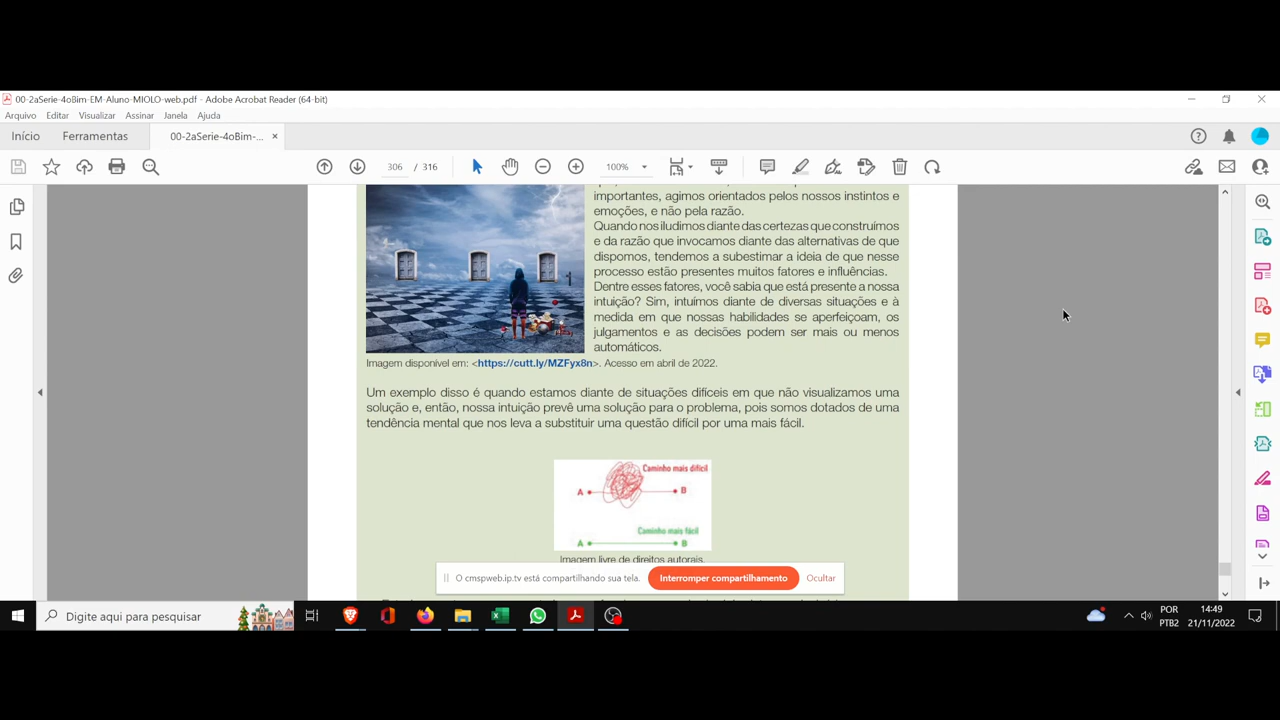 00-2aSerie-4oBim-EM-Aluno-MIOLO-web.pdf - Adobe Acrobat Reader (64-bit)
Arquivo Editar Visualizar Assinar Janela Ajuda
Início Ferramentas 00-2aSerie-4oBim-... ×
306 / 316 100%
importantes, agimos orientados pelos nossos instintos e
emoções, e não pela razão.
Quando nos iludimos diante das certezas que construímos
e da razão que invocamos diante das alternativas de que
dispomos, tendemos a subestimar a ideia de que nesse
processo estão presentes muitos fatores e influências.
Dentre esses fatores, você sabia que está presente a nossa
intuição? Sim, intuímos diante de diversas situações e à
medida em que nossas habilidades se aperfeiçoam, os
julgamentos e as decisões podem ser mais ou menos
automáticos.
Imagem disponível em: <https://cutt.ly/MZFyx8n>. Acesso em abril de 2022.
Um exemplo disso é quando estamos diante de situações difíceis em que não visualizamos uma
solução e, então, nossa intuição prevê uma solução para o problema, pois somos dotados de uma
tendência mental que nos leva a substituir uma questão difícil por uma mais fácil.
Caminho mais difícil
A B
Caminho mais fácil
A B
Imagem livre de direitos autorais.
O cmspweb.ip.tv está compartilhando sua tela. Interromper compartilhamento Ocultar
Digite aqui para pesquisar
POR 14:49
PTB2 21/11/2022